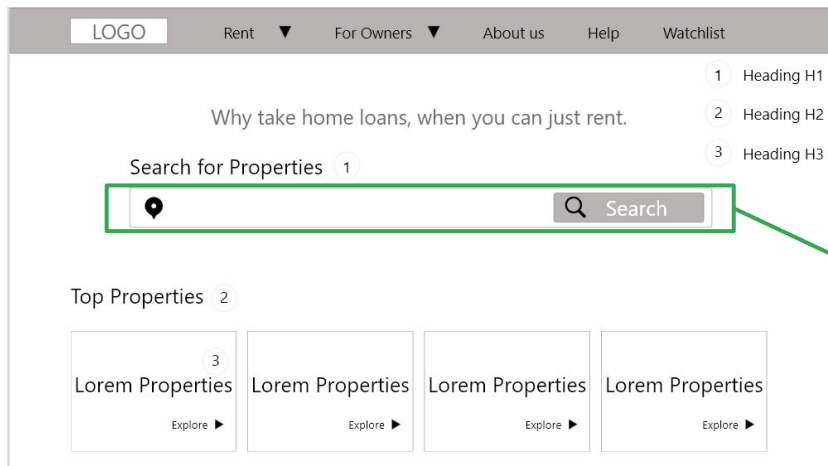 LOGO Rent For Owners About us Help Watchlist
1 Heading H1
Why take home loans, when you can just rent.
2 Heading H2
3 Heading H3
Search for Properties 1
Search
Top Properties 2
3
Lorem Properties Lorem Properties Lorem Properties Lorem Properties
Explore Explore Explore Explore